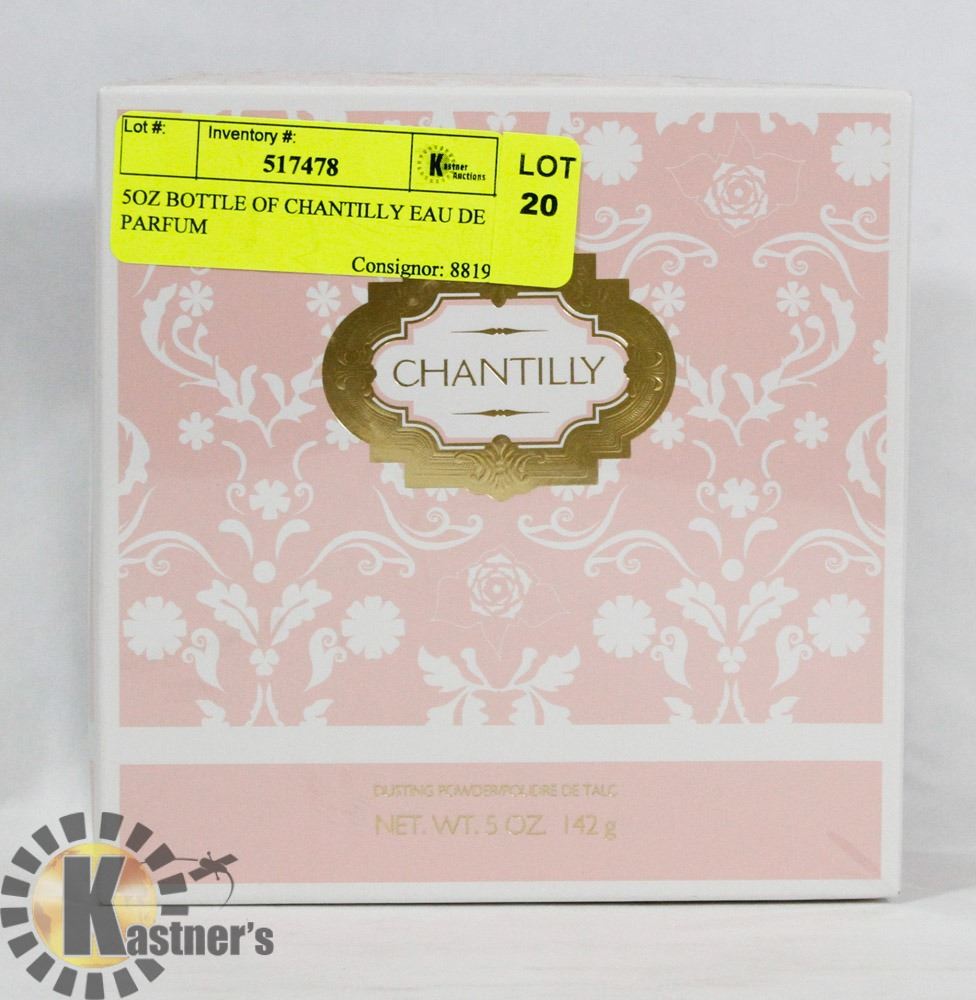 Lot #:
Inventory #:
517478
Kastner
Auctions
LOT
20
5OZ BOTTLE OF CHANTILLY EAU DE
PARFUM
Consignor: 8819
CHANTILLY
DUSTING POWDER/POUDRE DE TALC
NET. WT. 5 OZ. 142 g
Kastner's